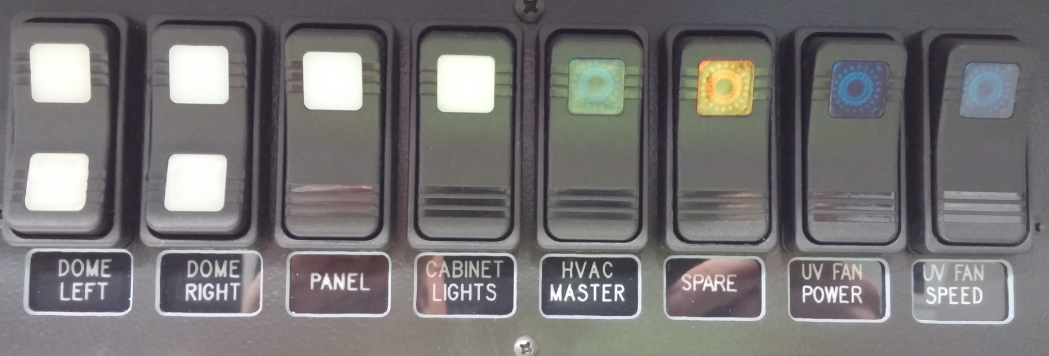 DOME
LEFT
DOME
RIGHT
PANEL
CABINET
LIGHTS
HVAC
MASTER
SPARE
UV FAN
POWER
UV FAN
SPEED